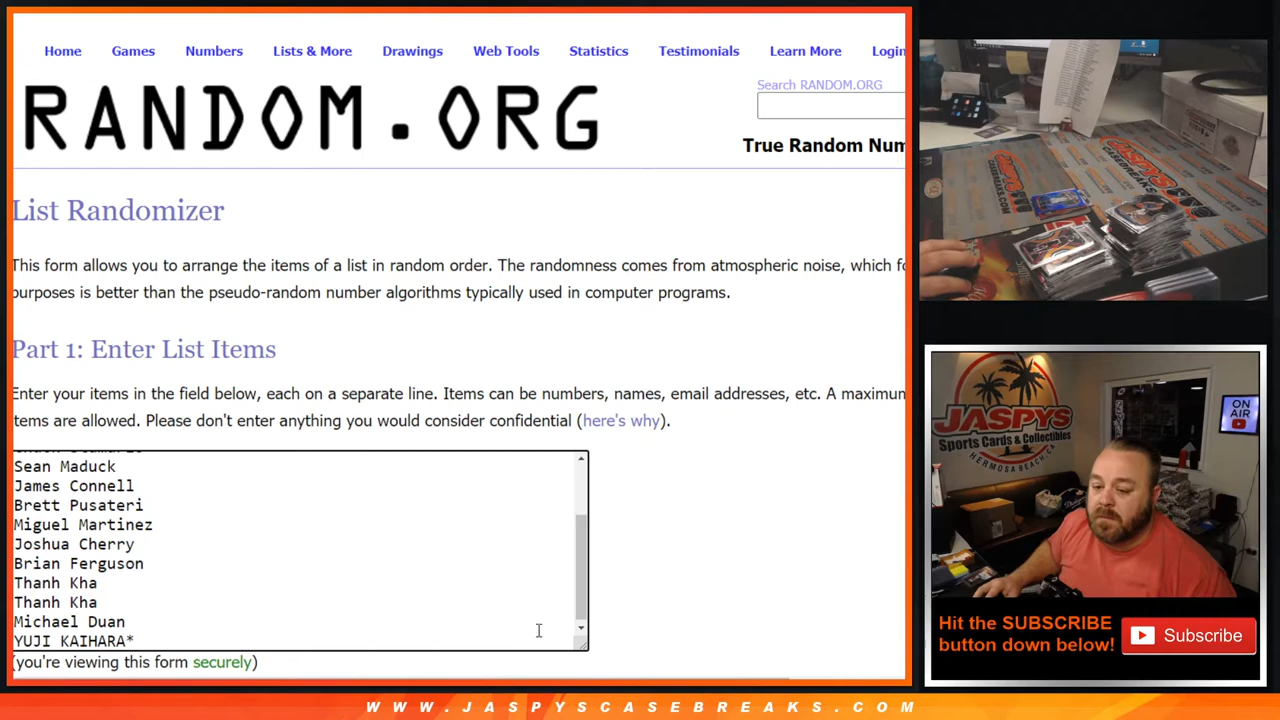 Home Games Numbers Lists & More Drawings Web Tools Statistics Testimonials Learn More Login
RANDOM.ORG
Search RANDOM.ORG
True Random Num
List Randomizer
This form allows you to arrange the items of a list in random order. The randomness comes from atmospheric noise, which fo
purposes is better than the pseudo-random number algorithms typically used in computer programs.
Part 1: Enter List Items
Enter your items in the field below, each on a separate line. Items can be numbers, names, email addresses, etc. A maximum
items are allowed. Please don't enter anything you would consider confidential (here's why).
Sean Maduck
James Connell
Brett Pusateri
Miguel Martinez
Joshua Cherry
Brian Ferguson
Thanh Kha
Thanh Kha
Michael Duan
YUJI KAIHARA*
(you're viewing this form securely)
JASPYS
CASEBREAKS.COM
JASPYS
Sports Cards & Collectibles
HERMOSA BEACH, CA
ON
AIR
Hit the SUBSCRIBE
button down below!
Subscribe
WWW.JASPYSCASEBREAKS.COM